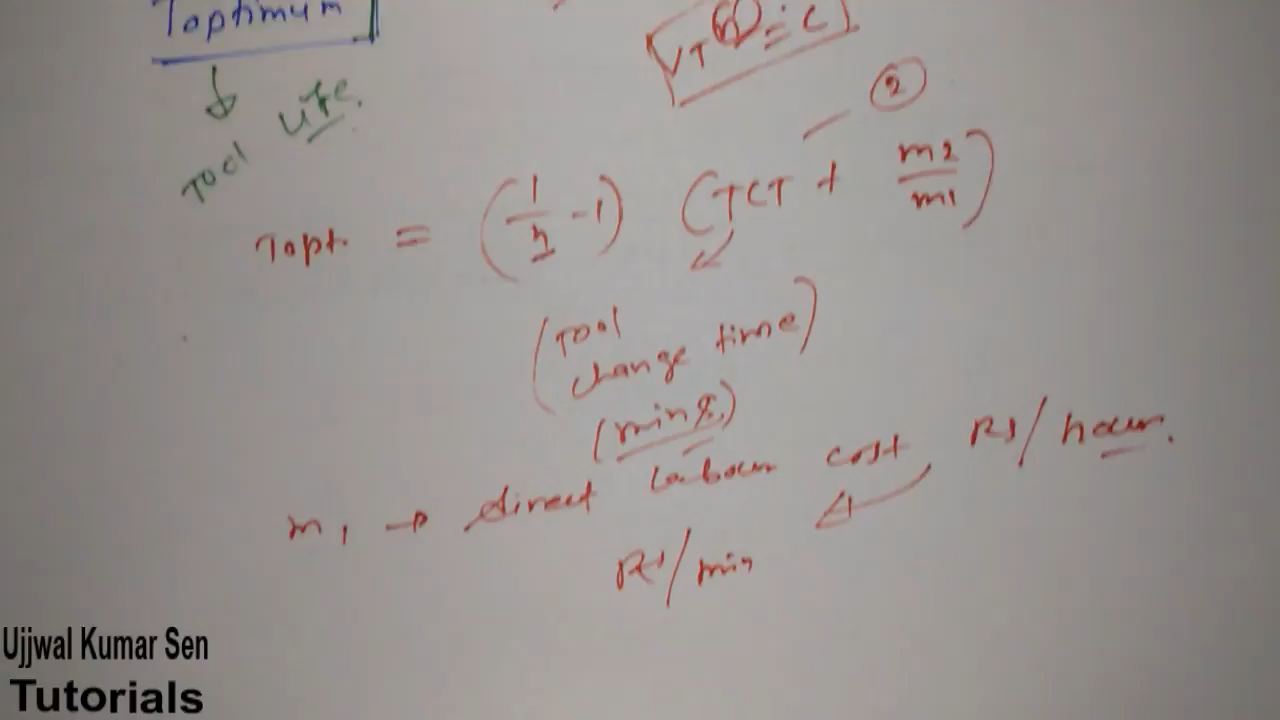 Toptimum
VT(n) = C
Tool Life.
2
Topt. = (1/n - 1) (TCT + m2/m1)
(Tool
change time)
(mins.)
m1 → direct labour cost Rs/hour.
Rs/min
Ujjwal Kumar Sen
Tutorials